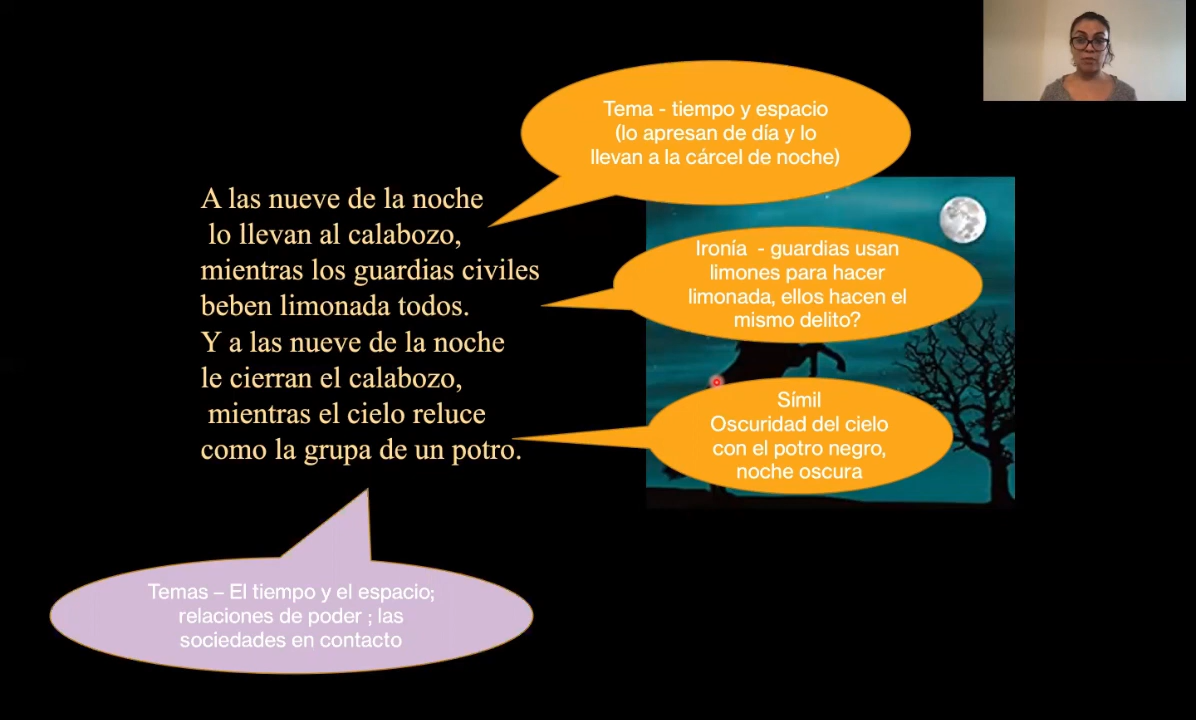 Tema - tiempo y espacio
(lo apresan de día y lo
llevan a la cárcel de noche)
A las nueve de la noche
lo llevan al calabozo,
mientras los guardias civiles
beben limonada todos.
Y a las nueve de la noche
le cierran el calabozo,
mientras el cielo reluce
como la grupa de un potro.
Ironía - guardias usan
limones para hacer
limonada, ellos hacen el
mismo delito?
Símil
Oscuridad del cielo
con el potro negro,
noche oscura
Temas – El tiempo y el espacio;
relaciones de poder ; las
sociedades en contacto